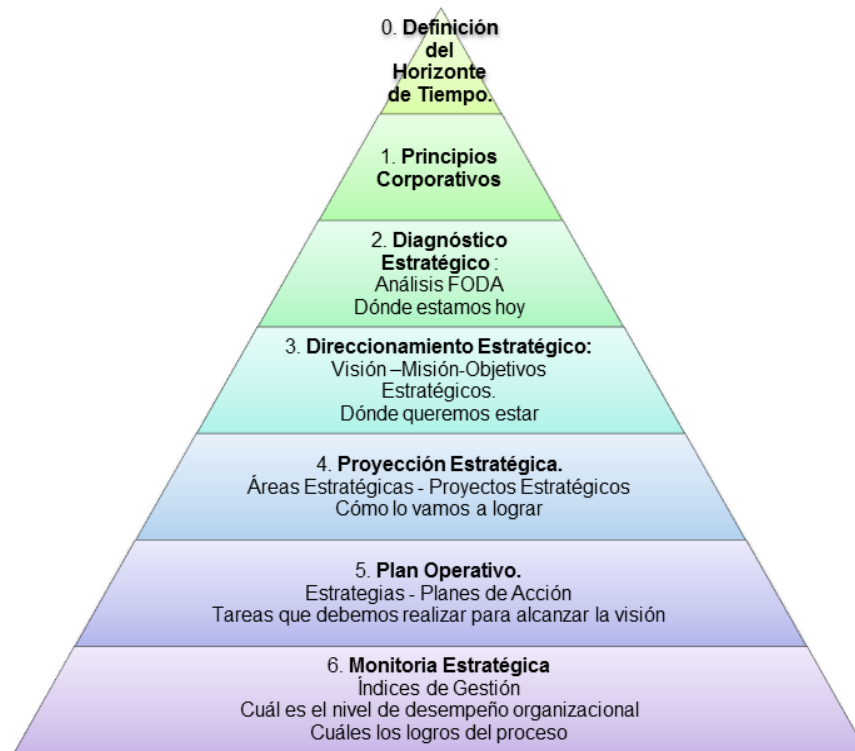 0. Definición
del
Horizonte
de Tiempo.
1. Principios
Corporativos
2. Diagnóstico
Estratégico :
Análisis FODA
Dónde estamos hoy
3. Direccionamiento Estratégico:
Visión –Misión-Objetivos
Estratégicos.
Dónde queremos estar
4. Proyección Estratégica.
Áreas Estratégicas - Proyectos Estratégicos
Cómo lo vamos a lograr
5. Plan Operativo.
Estrategias - Planes de Acción
Tareas que debemos realizar para alcanzar la visión
6. Monitoria Estratégica
Índices de Gestión
Cuál es el nivel de desempeño organizacional
Cuáles los logros del proceso